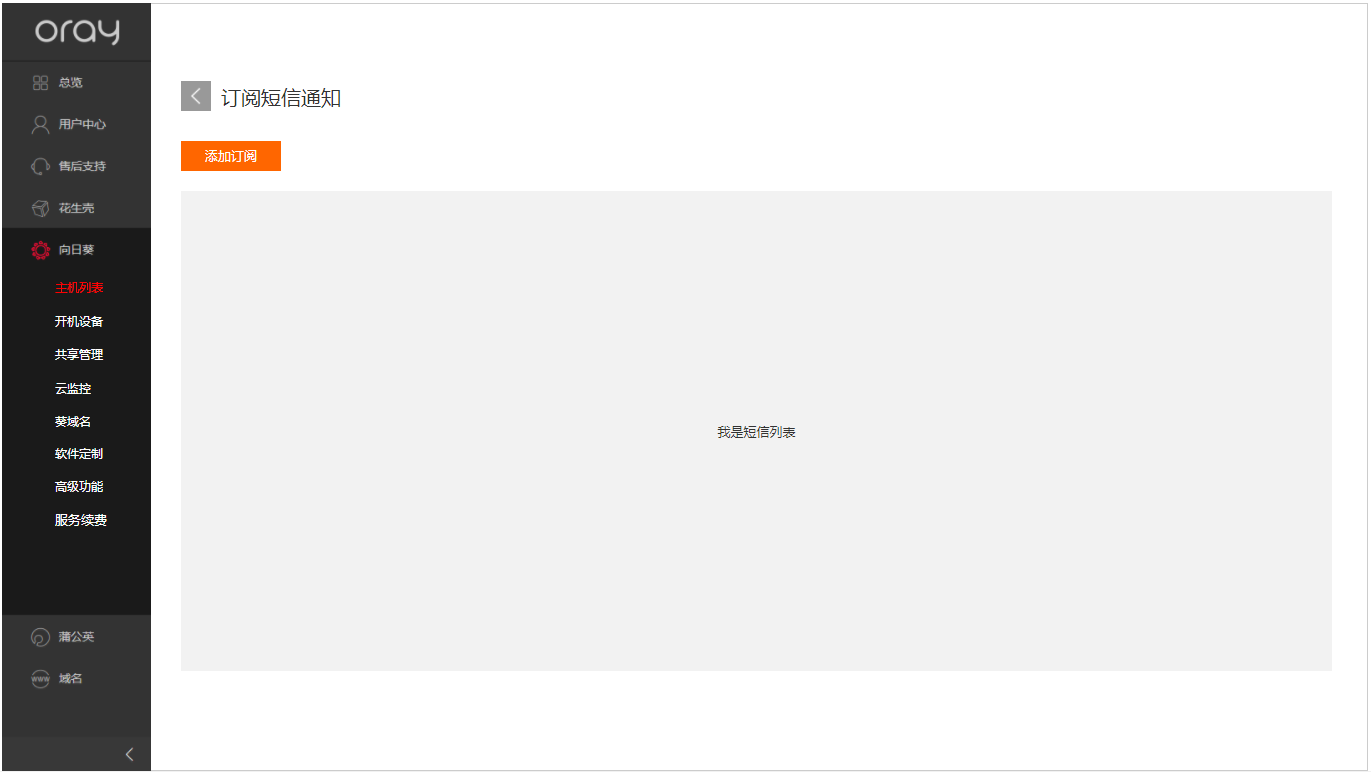 oray
总览
用户中心
售后支持
花生壳
向日葵
主机列表
开机设备
共享管理
云监控
葵域名
软件定制
高级功能
服务续费
蒲公英
www 域名
订阅短信通知
添加订阅
我是短信列表